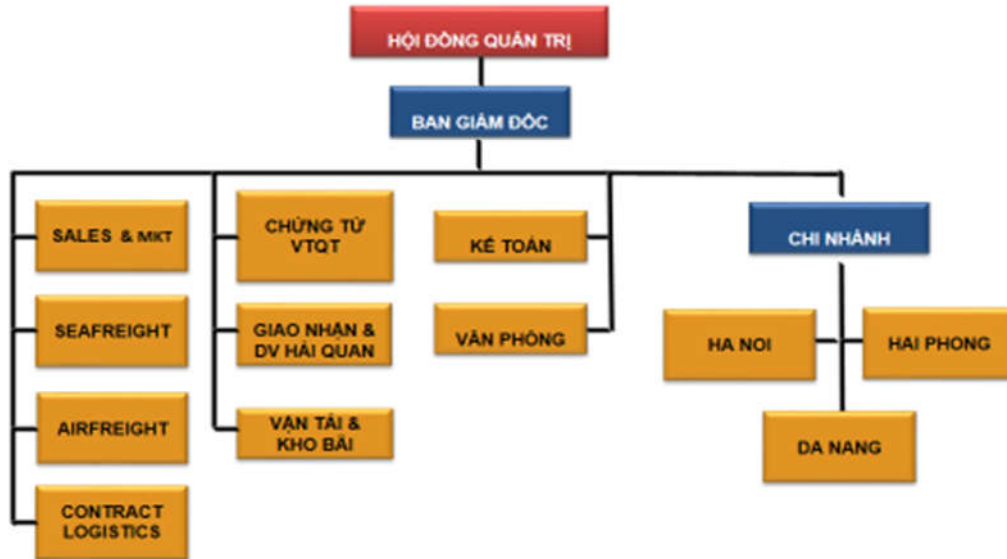 HỘI ĐỒNG QUẢN TRỊ
BAN GIÁM ĐỐC
SALES & MKT
SEAFREIGHT
AIRFREIGHT
CONTRACT
LOGISTICS
CHỨNG TỪ
VTQT
GIAO NHẬN &
DV HẢI QUAN
VẬN TẢI &
KHO BÃI
KẾ TOÁN
VĂN PHÒNG
CHI NHÁNH
HA NOI
HAI PHONG
DA NANG